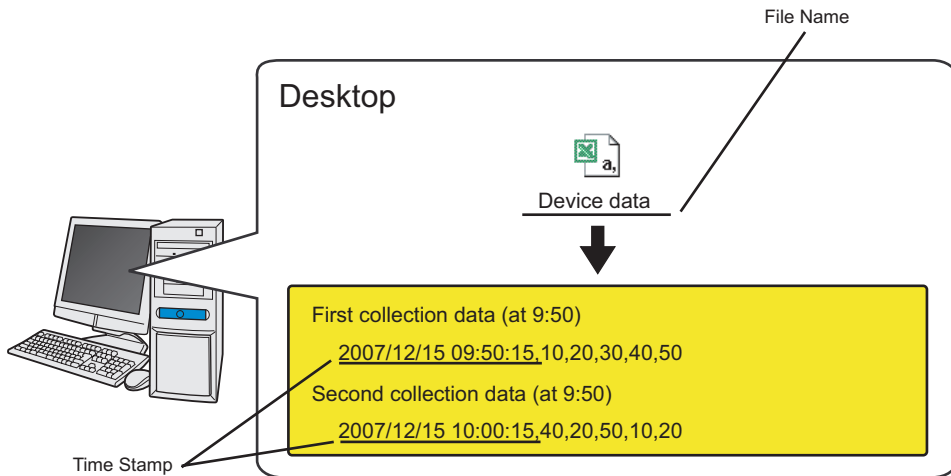 File Name
Desktop
a,
Device data
First collection data (at 9:50)
2007/12/15 09:50:15,10,20,30,40,50
Second collection data (at 9:50)
2007/12/15 10:00:15,40,20,50,10,20
Time Stamp